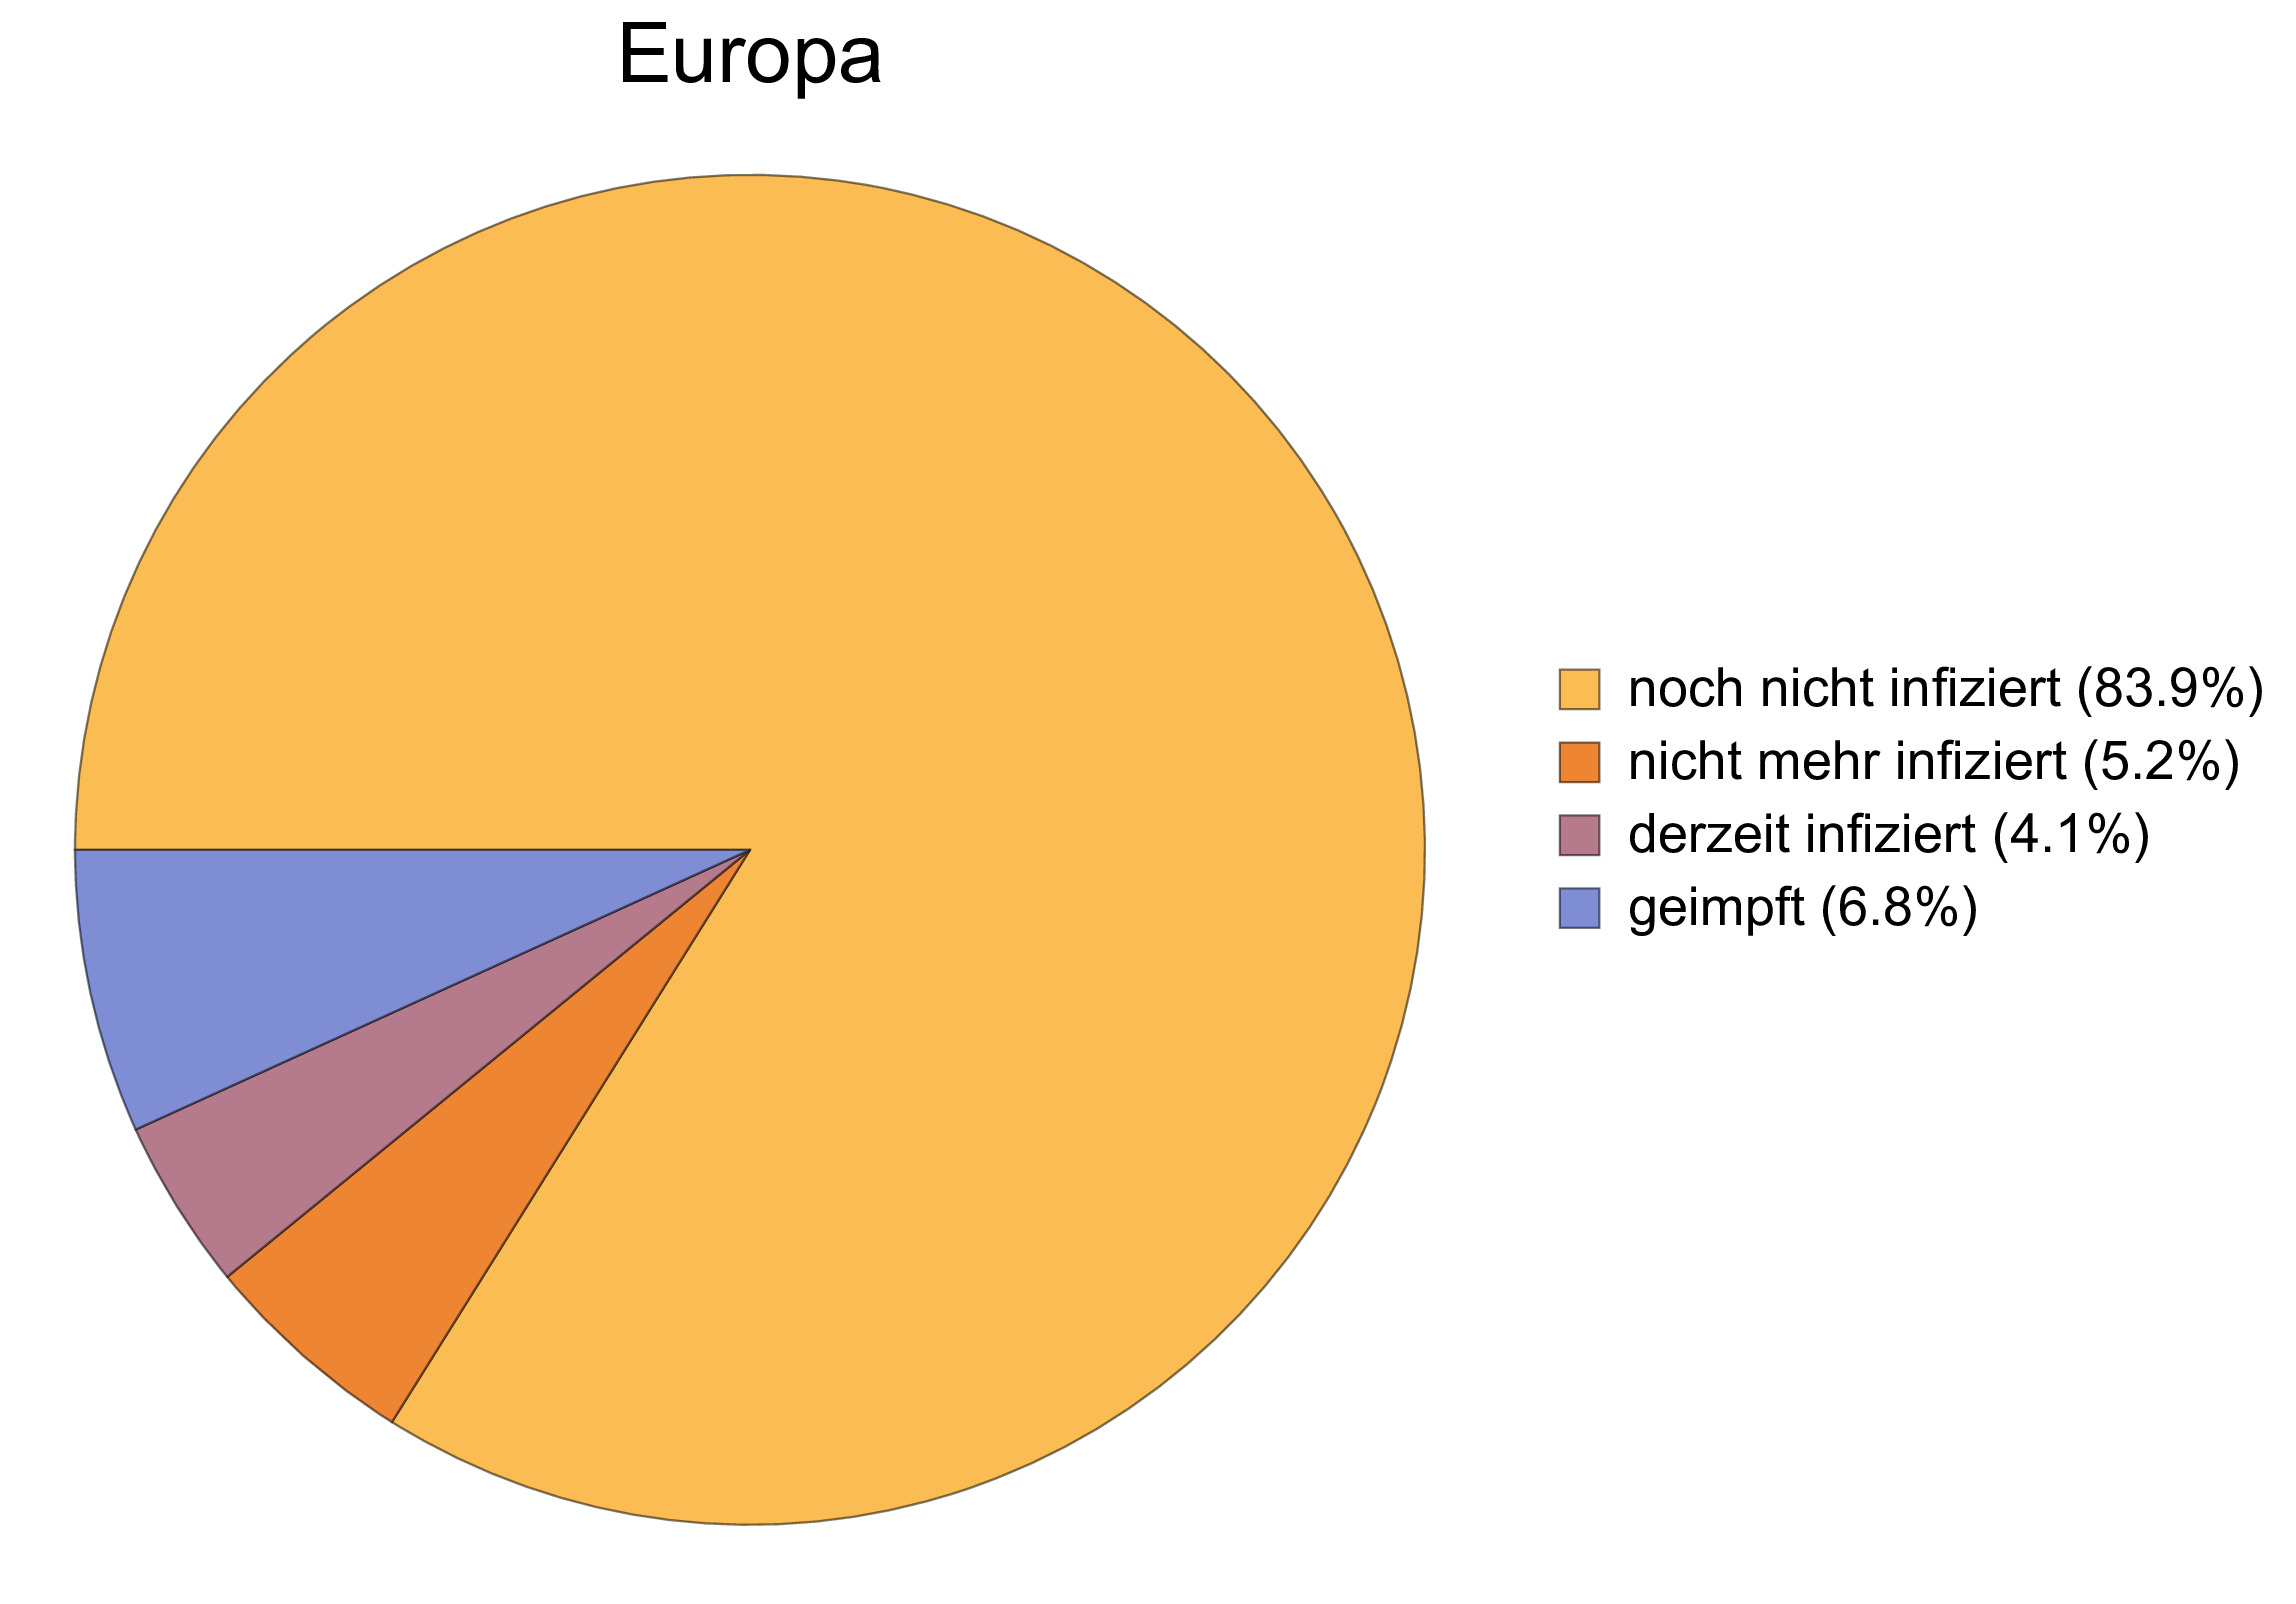 Europa
noch nicht infiziert (83.9%)
nicht mehr infiziert (5.2%)
derzeit infiziert (4.1%)
geimpft (6.8%)